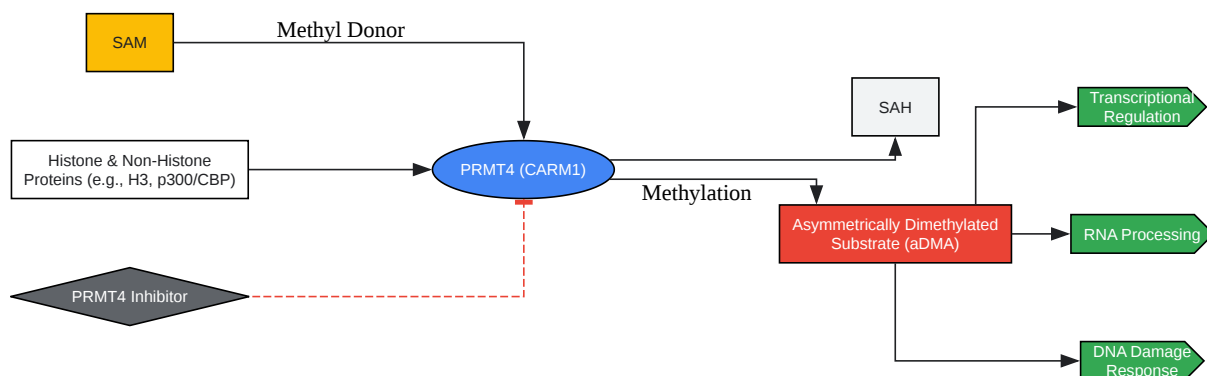 SAM
Methyl Donor
SAH
Transcriptional
Regulation
Histone & Non-Histone
Proteins (e.g., H3, p300/CBP)
PRMT4 (CARM1)
Methylation
Asymmetrically Dimethylated
Substrate (aDMA)
RNA Processing
PRMT4 Inhibitor
DNA Damage
Response